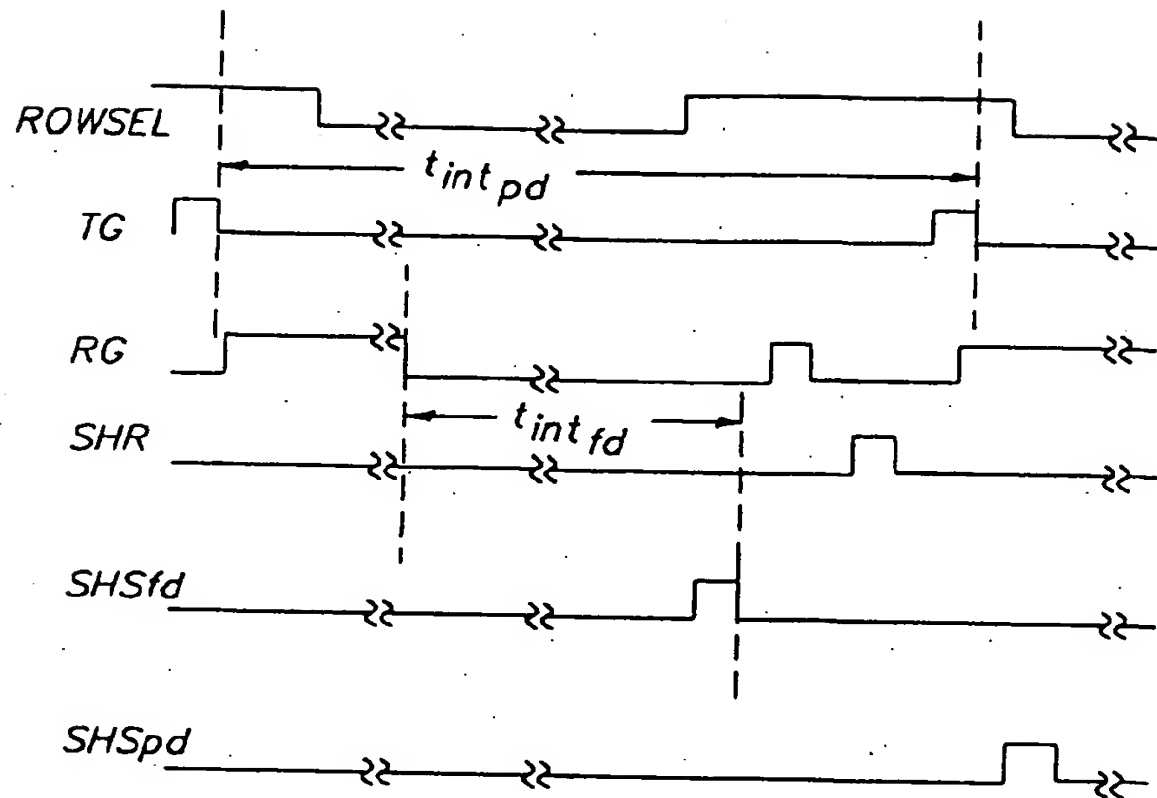 ROWSEL
t int pd
TG
RG
t int fd
SHR
SHSfd
SHSpd